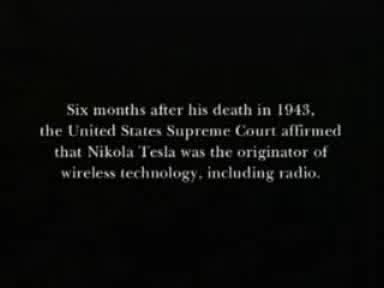 Six months after his death in 1943,
the United States Supreme Court affirmed
that Nikola Tesla was the originator of
wireless technology, including radio.